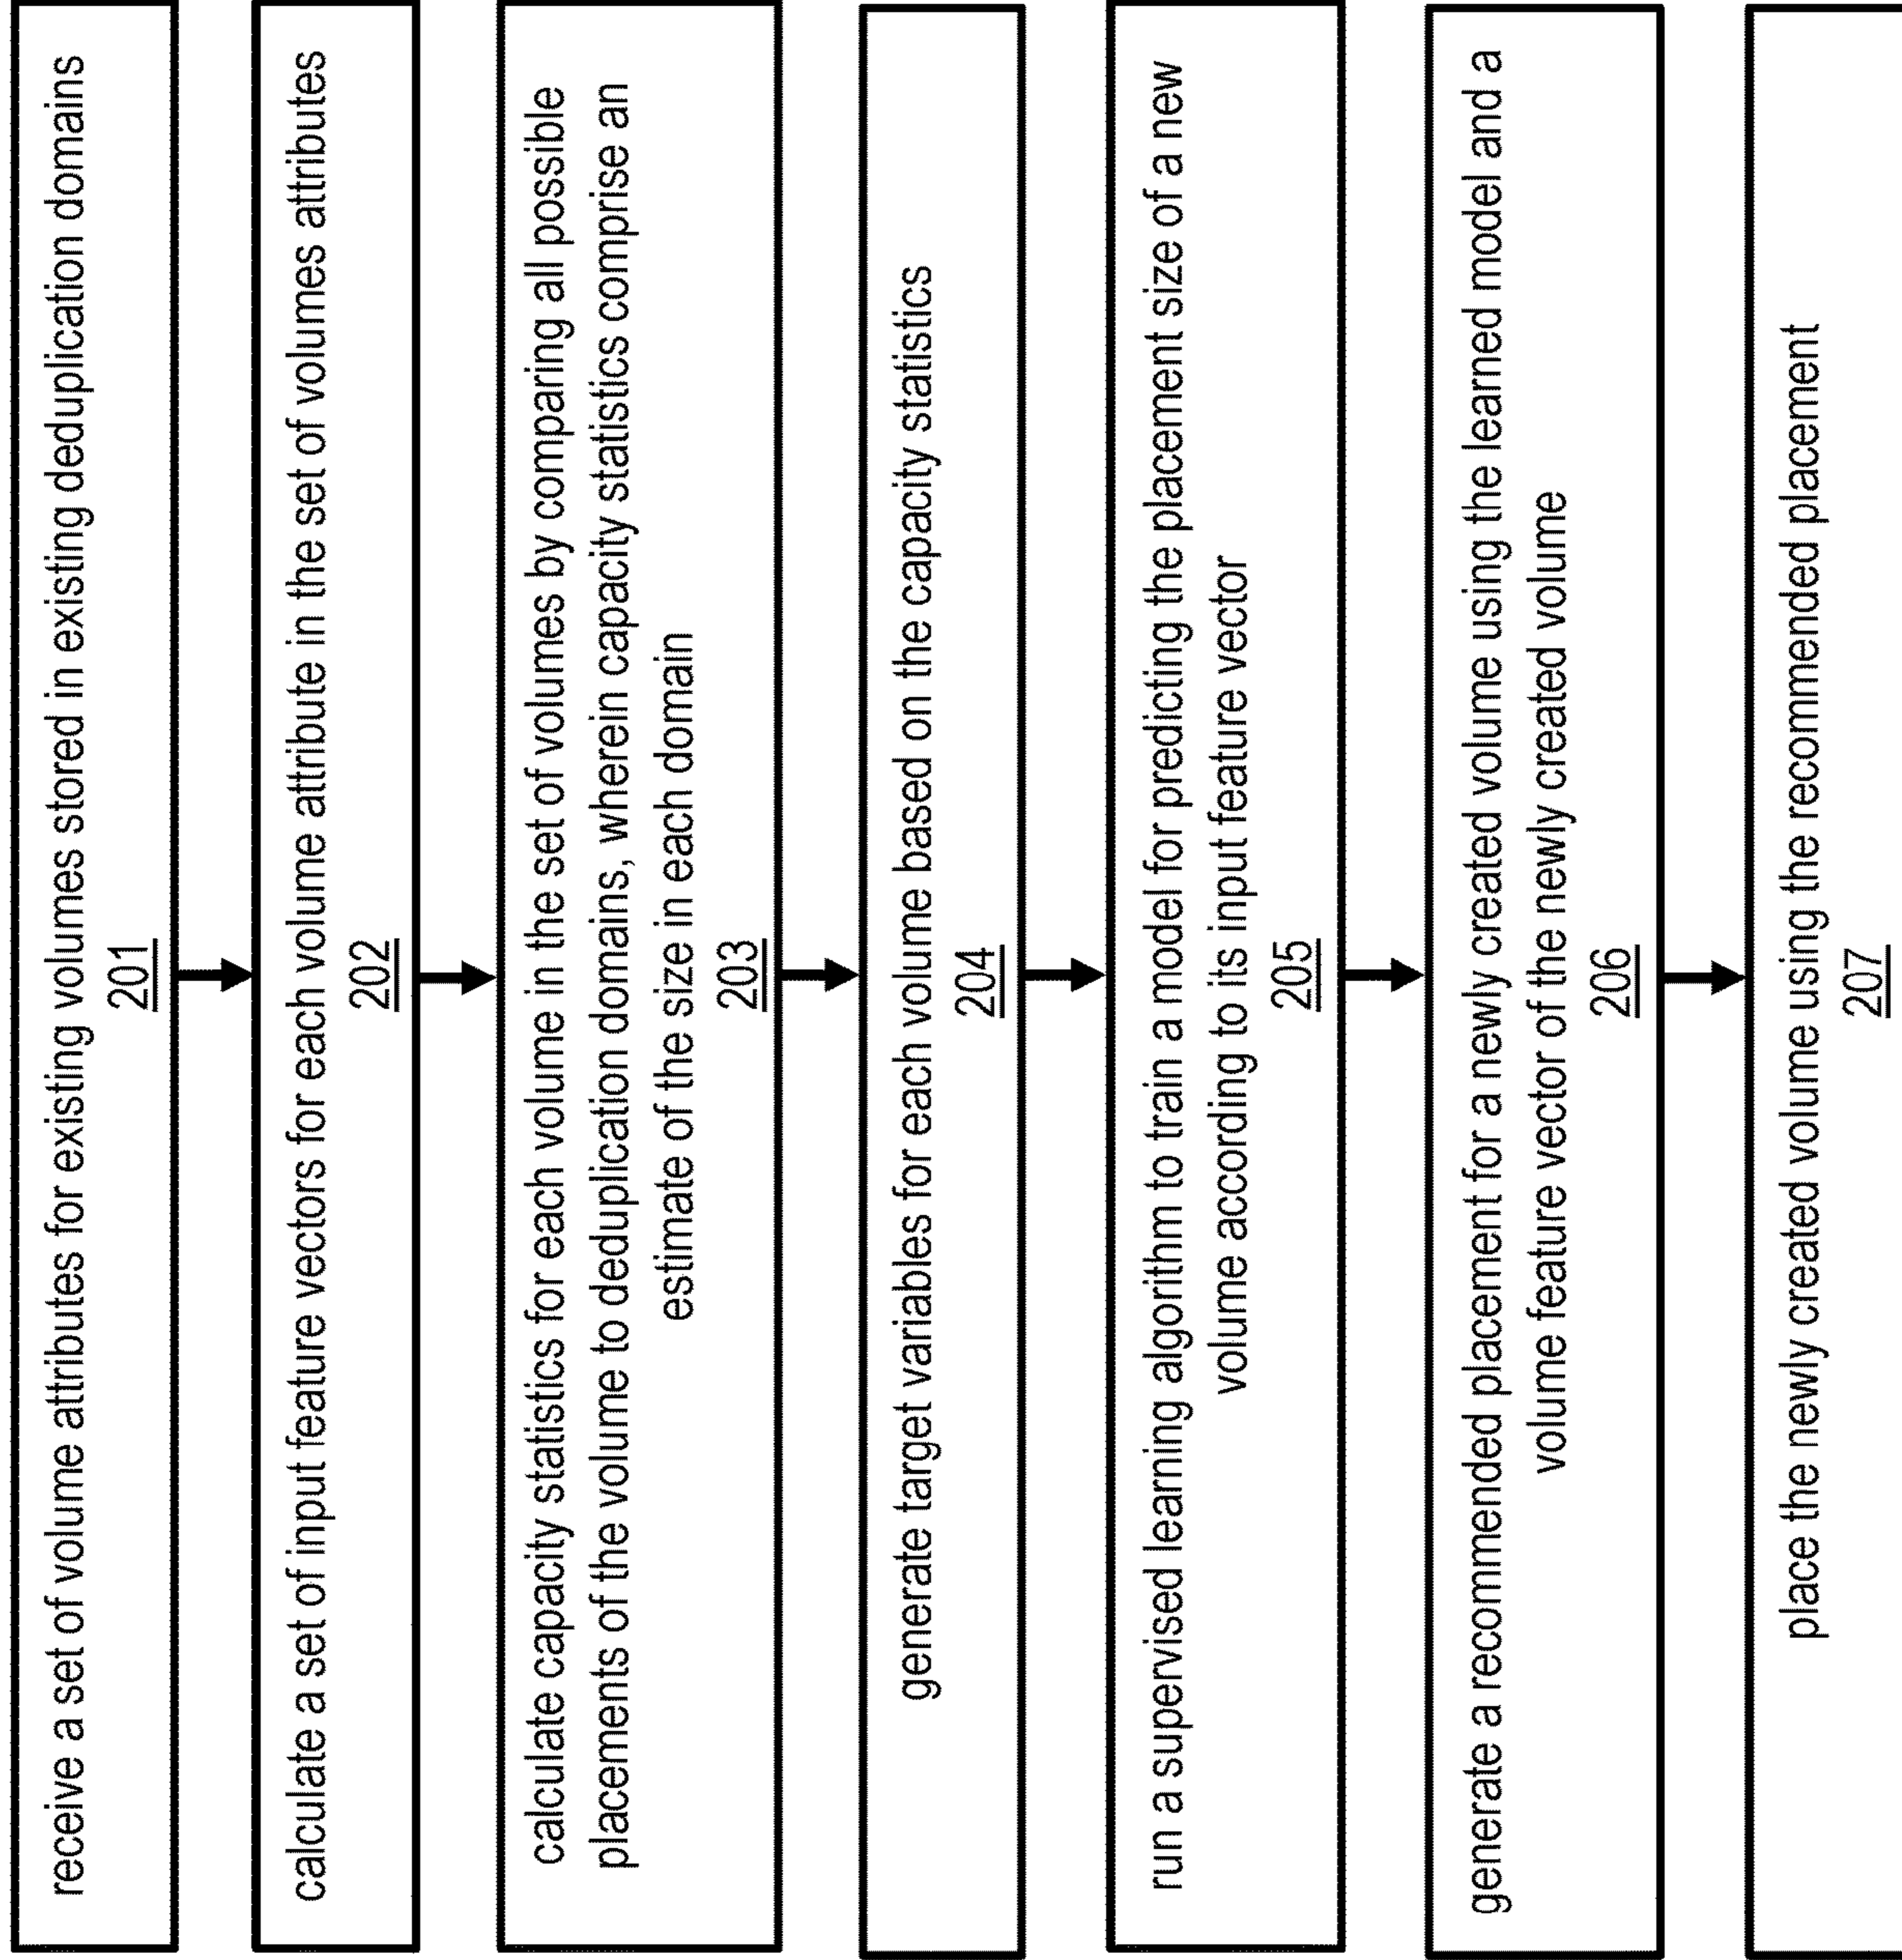 receive a set of volume attributes for existing volumes stored in existing deduplication domains
201
calculate a set of input feature vectors for each volume attribute in the set of volumes attributes
202
calculate capacity statistics for each volume in the set of volumes by comparing all possible
placements of the volume to deduplication domains, wherein capacity statistics comprise an
estimate of the size in each domain
203
generate target variables for each volume based on the capacity statistics
204
run a supervised learning algorithm to train a model for predicting the placement size of a new
volume according to its input feature vector
205
generate a recommended placement for a newly created volume using the learned model and a
volume feature vector of the newly created volume
206
place the newly created volume using the recommended placement
207